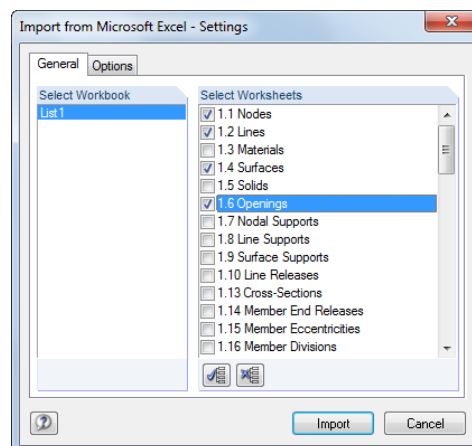 Import from Microsoft Excel - Settings
General Options
Select Workbook
List1
Select Worksheets
1.1 Nodes
1.2 Lines
1.3 Materials
1.4 Surfaces
1.5 Solids
1.6 Openings
1.7 Nodal Supports
1.8 Line Supports
1.9 Surface Supports
1.10 Line Releases
1.13 Cross-Sections
1.14 Member End Releases
1.15 Member Eccentricities
1.16 Member Divisions
Import Cancel